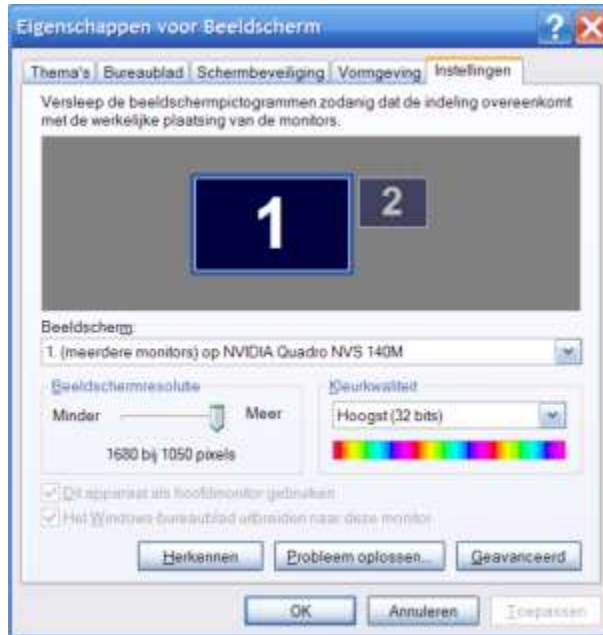 Eigenschappen voor Beeldscherm
Thema's Bureaublad Schermbeveiliging Vormgeving Instellingen
Versleep de beeldschermpictogrammen zodanig dat de indeling overeenkomt
met de werkelijke plaatsing van de monitors.
1 2
Beeldscherm:
1. (meerdere monitors) op NVIDIA Quadro NVS 140M
Beeldschermresolutie Kleurkwaliteit
Minder Meer Hoogst (32 bits)
1680 bij 1050 pixels
Dit apparaat als hoofdmonitor gebruiken
Het Windows-bureaublad uitbreiden naar deze monitor
Herkennen Probleem oplossen... Geavanceerd
OK Annuleren Toepassen